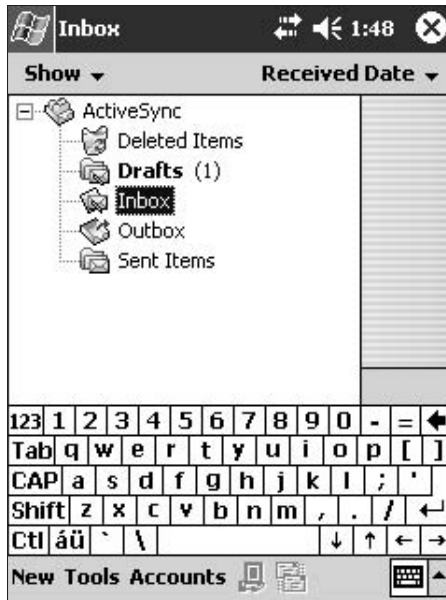 Inbox 1:48
Show Received Date
ActiveSync
Deleted Items
Drafts (1)
Inbox
Outbox
Sent Items
123 1 2 3 4 5 6 7 8 9 0 - = ←
Tab q w e r t y u i o p [ ]
CAP a s d f g h j k l ; '
Shift z x c v b n m , . / ↵
Ctl áü ` \ ↓ ↑ ← →
New Tools Accounts